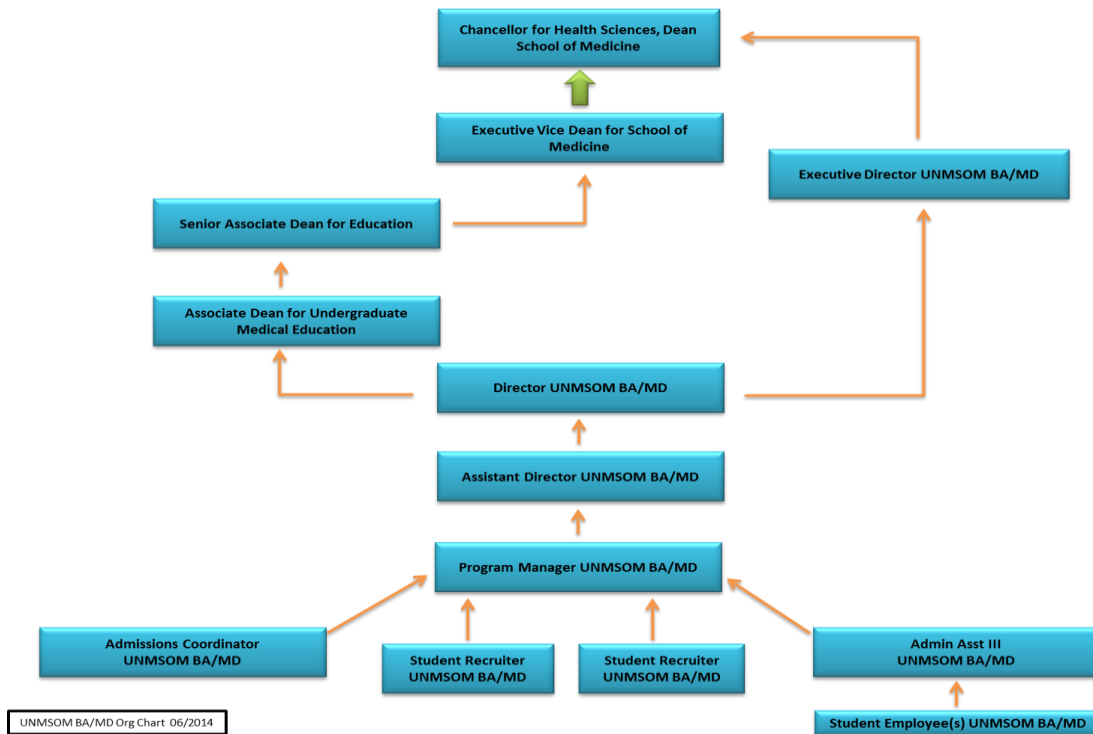 Chancellor for Health Sciences, Dean
School of Medicine
Executive Vice Dean for School of
Medicine
Executive Director UNMSOM BA/MD
Senior Associate Dean for Education
Associate Dean for Undergraduate
Medical Education
Director UNMSOM BA/MD
Assistant Director UNMSOM BA/MD
Program Manager UNMSOM BA/MD
Admissions Coordinator
UNMSOM BA/MD
Student Recruiter
UNMSOM BA/MD
Student Recruiter
UNMSOM BA/MD
Admin Asst III
UNMSOM BA/MD
Student Employee(s) UNMSOM BA/MD
UNMSOM BA/MD Org Chart 06/2014